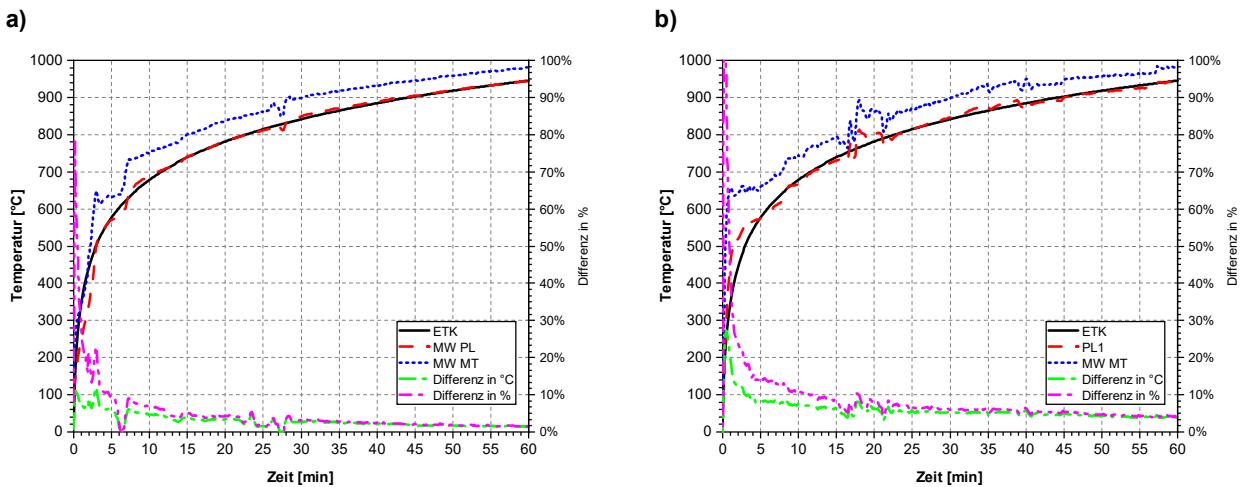 a)
Temperatur [°C]
1000
900
800
700
600
500
400
300
200
100
0
0 5 10 15 20 25 30 35 40 45 50 55 60
Zeit [min]
100%
90%
80%
70%
60%
50%
40%
30%
20%
10%
0%
Differenz in %
ETK
MW PL
MW MT
Differenz in °C
Differenz in %
b)
Temperatur [°C]
1000
900
800
700
600
500
400
300
200
100
0
0 5 10 15 20 25 30 35 40 45 50 55 60
Zeit [min]
100%
90%
80%
70%
60%
50%
40%
30%
20%
10%
0%
Differenz in %
ETK
PL1
MW MT
Differenz in °C
Differenz in %